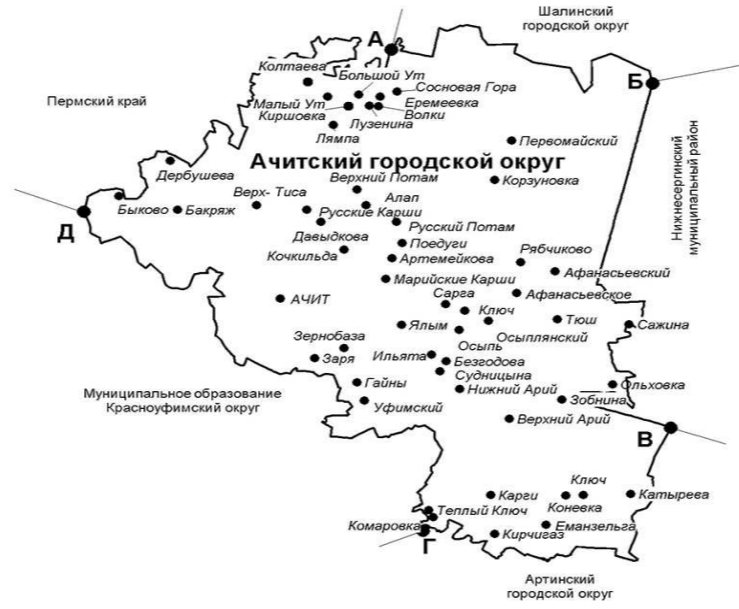 Шалинский
городской округ
А
Колтаева
Большой Ут
Сосновая Гора
Б
Пермский край
Малый Ут
Еремеевка
Киршовка
Волки
Лузенина
Лямпа
Первомайский
Ачитский городской округ
Дербушева
Верхний Потам
Корзуновка
Нижнесергинский
муниципальный район
Верх- Тиса
Алап
Быково
Бакряж
Русские Карши
Д
Русский Потам
Давыдкова
Поедуги
Рябчиково
Кочкильда
Артемейкова
Афанасьевский
Марийские Карши
Афанасьевское
АЧИТ
Сарга
Ключ
Тюш
Сажина
Ялым
Осыплянский
Зернобаза
Осыпь
Заря
Ильята
Безгодова
Судницына
Муниципальное образование
Красноуфимский округ
Гайны
Нижний Арий
Ольховка
Уфимский
Зобнина
Верхний Арий
В
Ключ
Карги
Катырева
Теплый Ключ
Коневка
Комаровка
Еманзельга
Кирчигаз
Г
Артинский
городской округ